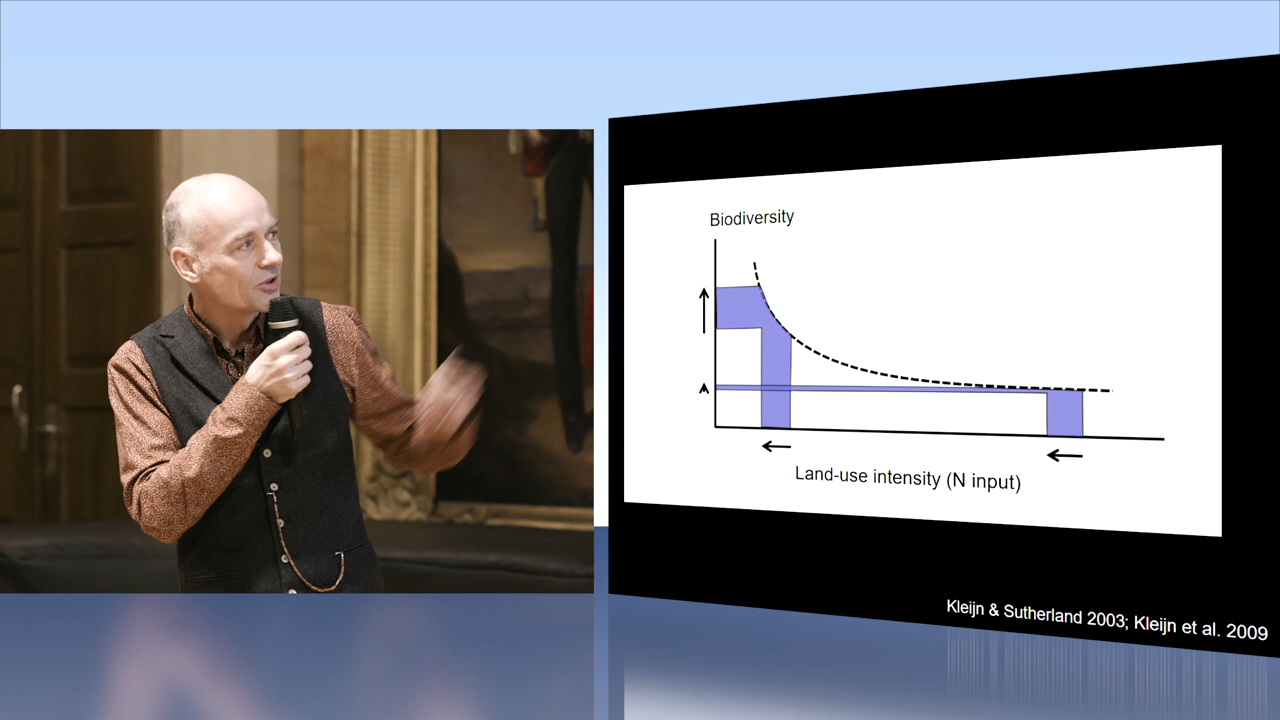 Biodiversity
Land-use intensity (N input)
Kleijn & Sutherland 2003; Kleijn et al. 2009